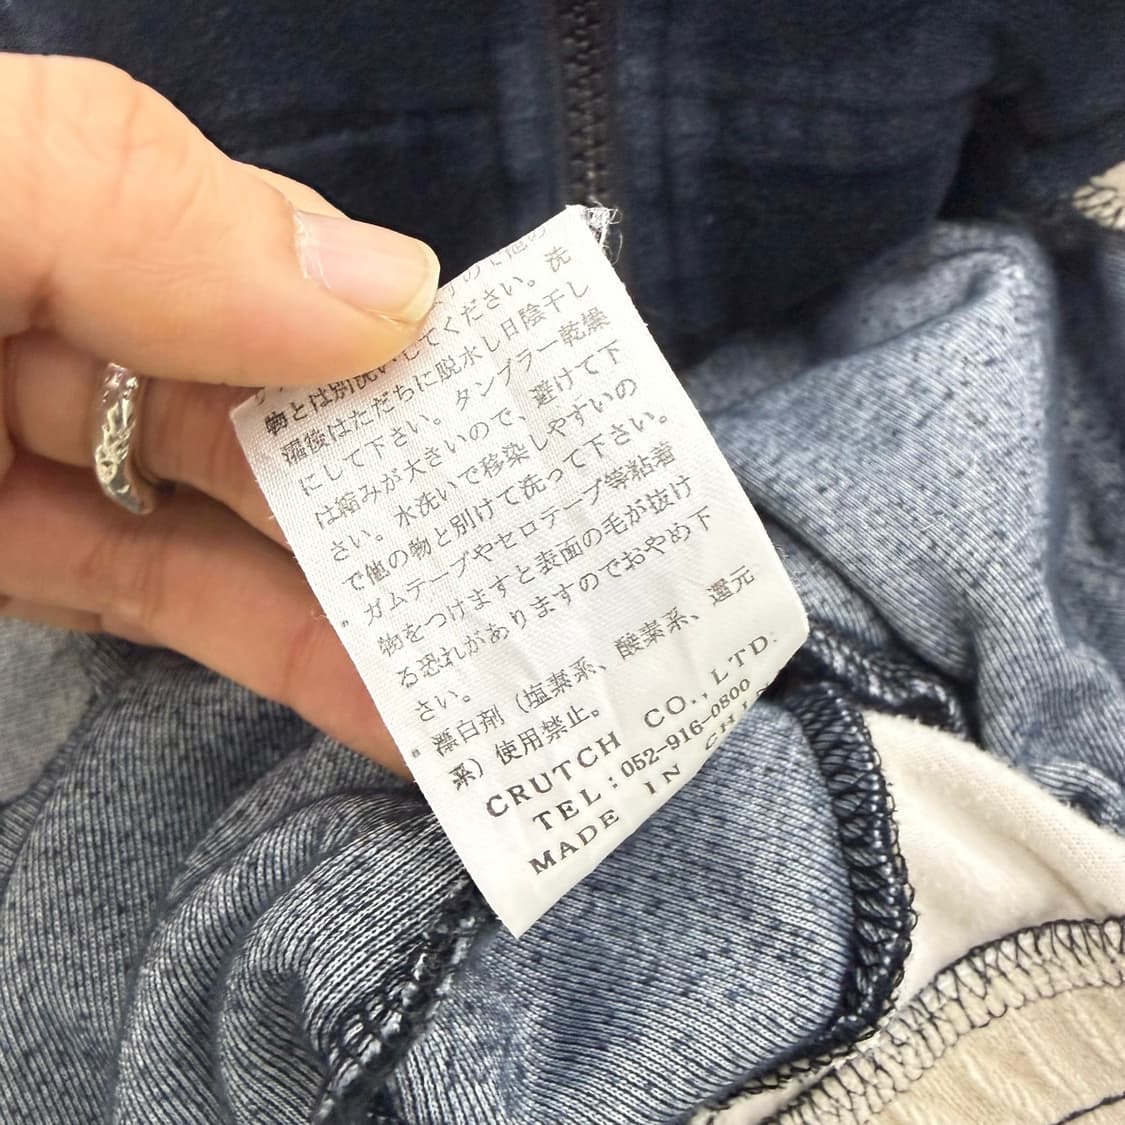 ので他の
物とは別洗いしてください。洗
濯後はただちに脱水し日陰干し
にして下さい。タンブラー乾燥
は縮みが大きいので、避けて下
さい。水洗いで移染しやすいの
で他の物と別けて洗って下さい。
・ガムテープやセロテープ等粘着
物をつけますと表面の毛が抜け
る恐れがありますのでおやめ下
さい。
・漂白剤（塩素系、酸素系、還元
系）使用禁止。
CRUTCH CO.,LTD.
TEL:052-916-0800
MADE IN CHI